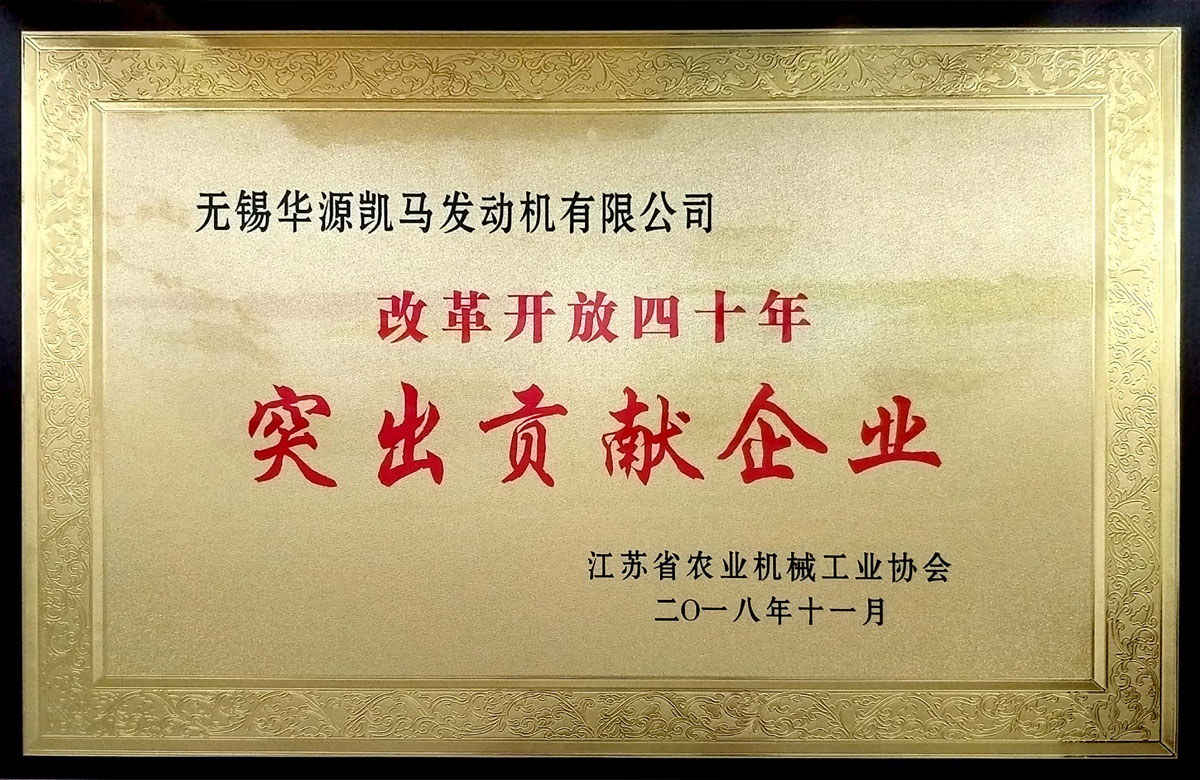 无锡华源凯马发动机有限公司
改革开放四十年
突出贡献企业
江苏省农业机械工业协会
二〇一八年十一月